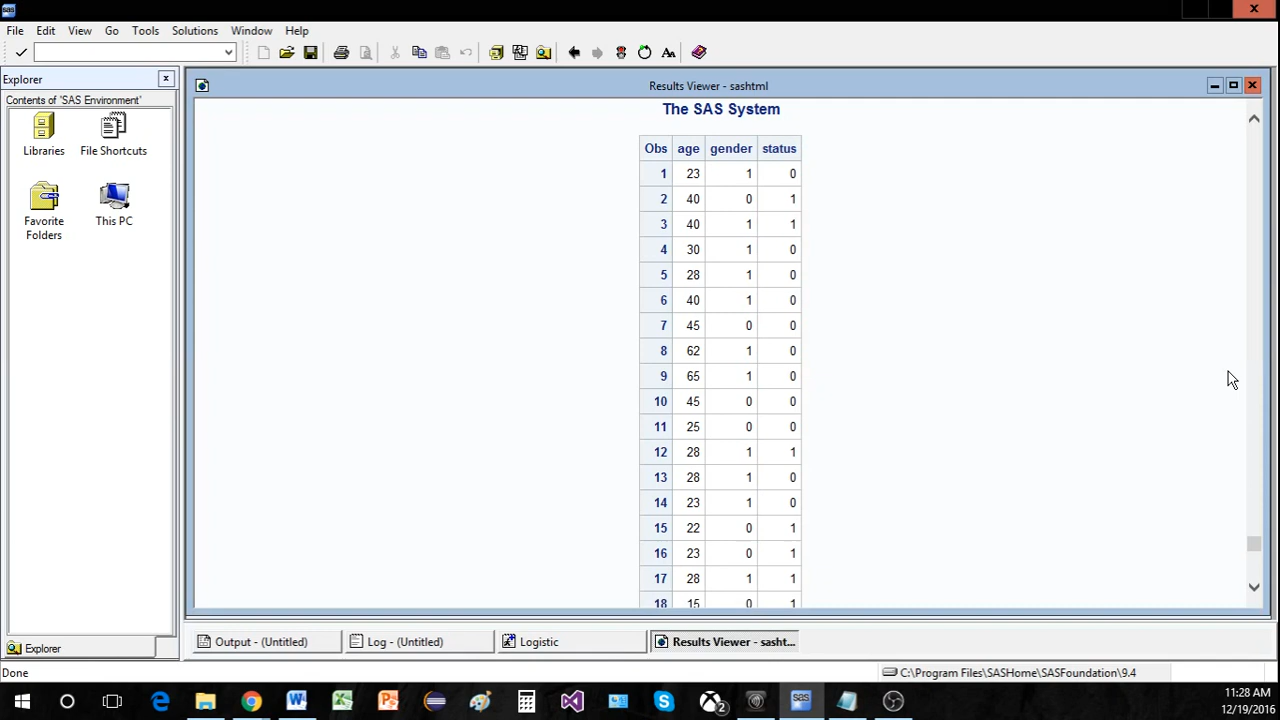 sas
File Edit View Go Tools Solutions Window Help
Explorer
Results Viewer - sashtml
Contents of 'SAS Environment'
Libraries File Shortcuts
Favorite Folders
This PC
The SAS System
Obs age gender status
1 23 1 0
2 40 0 1
3 40 1 1
4 30 1 0
5 28 1 0
6 40 1 0
7 45 0 0
8 62 1 0
9 65 1 0
10 45 0 0
11 25 0 0
12 28 1 1
13 28 1 0
14 23 1 0
15 22 0 1
16 23 0 1
17 28 1 1
18 15 0 1
Explorer
Output - (Untitled) Log - (Untitled) Logistic Results Viewer - sasht...
Done
C:\Program Files\SASHome\SASFoundation\9.4
sas
11:28 AM
12/19/2016